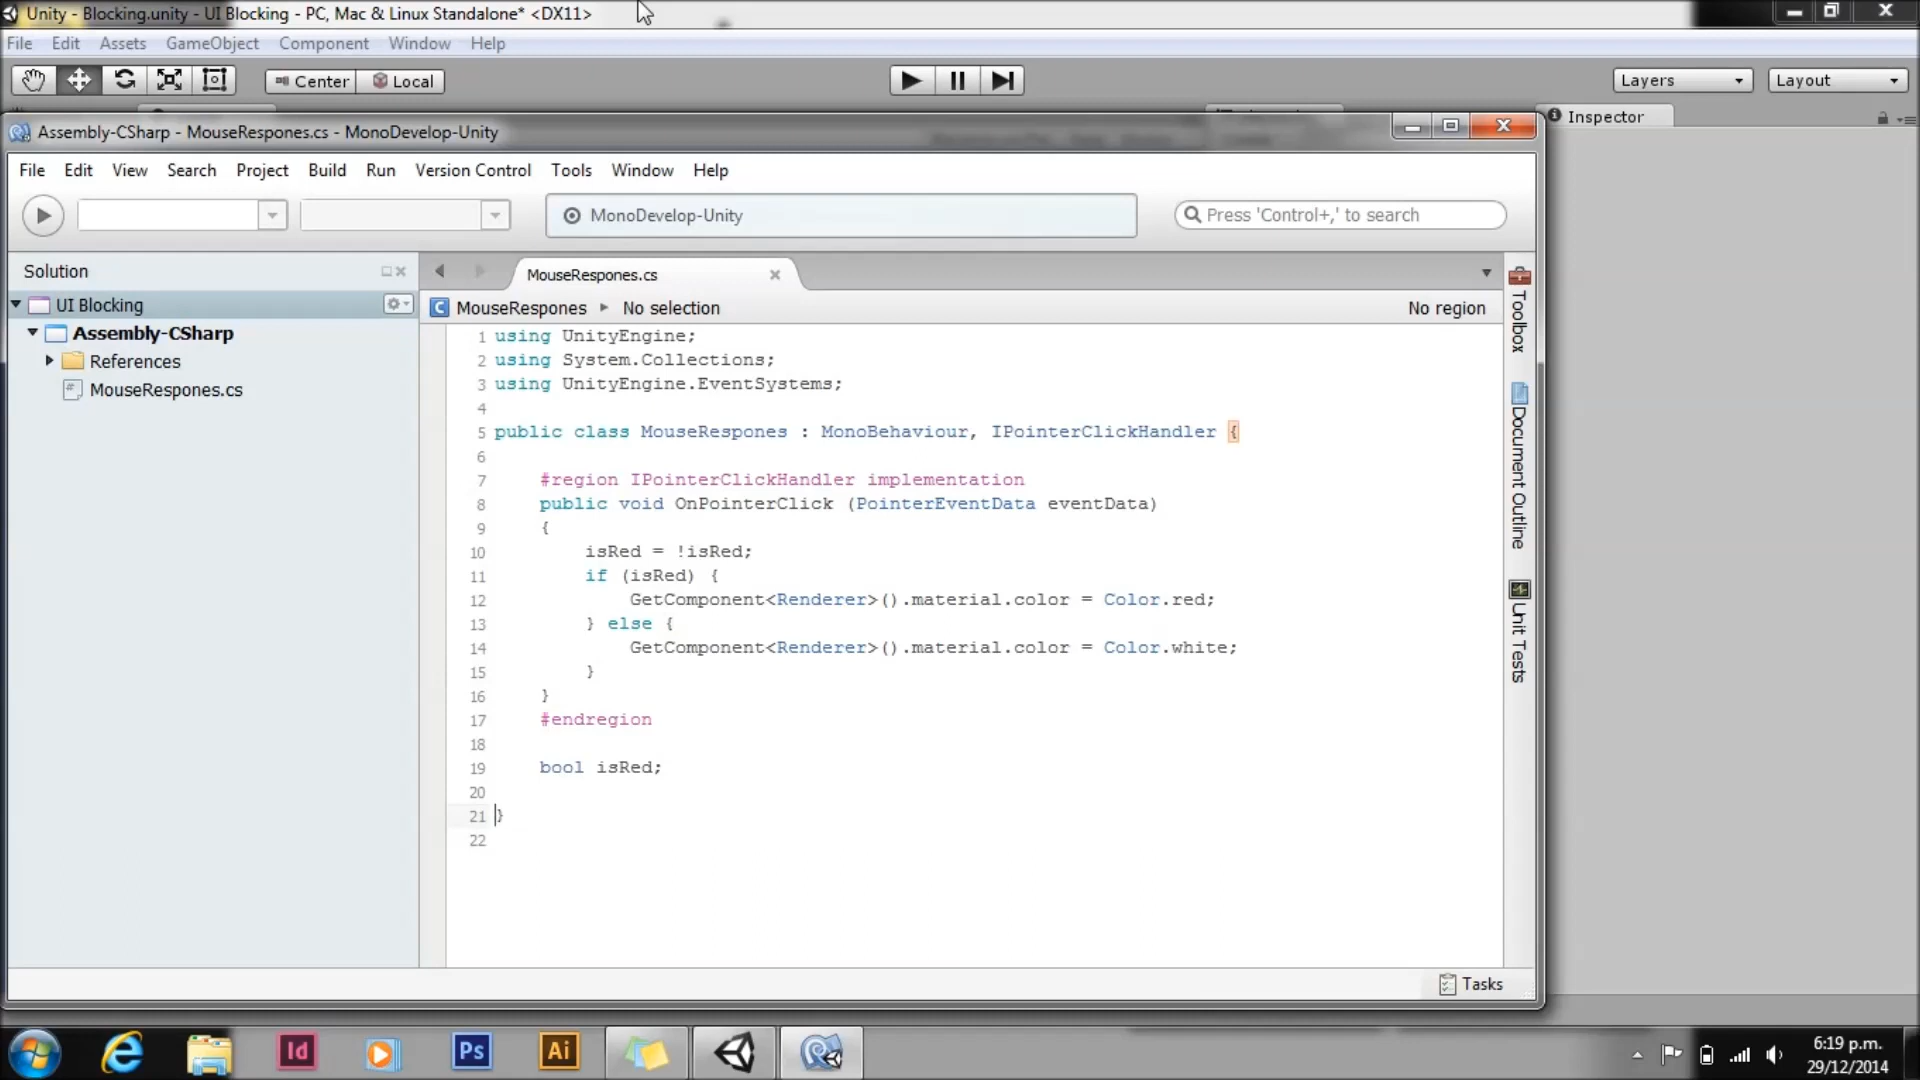 Unity - Blocking.unity - UI Blocking - PC, Mac & Linux Standalone* <DX11>
File Edit Assets GameObject Component Window Help
Center Local Layers Layout
Inspector
Assembly-CSharp - MouseRespones.cs - MonoDevelop-Unity
File Edit View Search Project Build Run Version Control Tools Window Help
MonoDevelop-Unity
Press 'Control+,' to search
Solution
UI Blocking
Assembly-CSharp
References
MouseRespones.cs
MouseRespones.cs
MouseRespones No selection No region
1 using UnityEngine;
2 using System.Collections;
3 using UnityEngine.EventSystems;
4
5 public class MouseRespones : MonoBehaviour, IPointerClickHandler {
6
7 #region IPointerClickHandler implementation
8 public void OnPointerClick (PointerEventData eventData)
9 {
10 isRed = !isRed;
11 if (isRed) {
12 GetComponent<Renderer>().material.color = Color.red;
13 } else {
14 GetComponent<Renderer>().material.color = Color.white;
15 }
16 }
17 #endregion
18
19 bool isRed;
20
21 }
22
Toolbox
Document Outline
Unit Tests
Tasks
Id Ps Ai
6:19 p.m.
29/12/2014